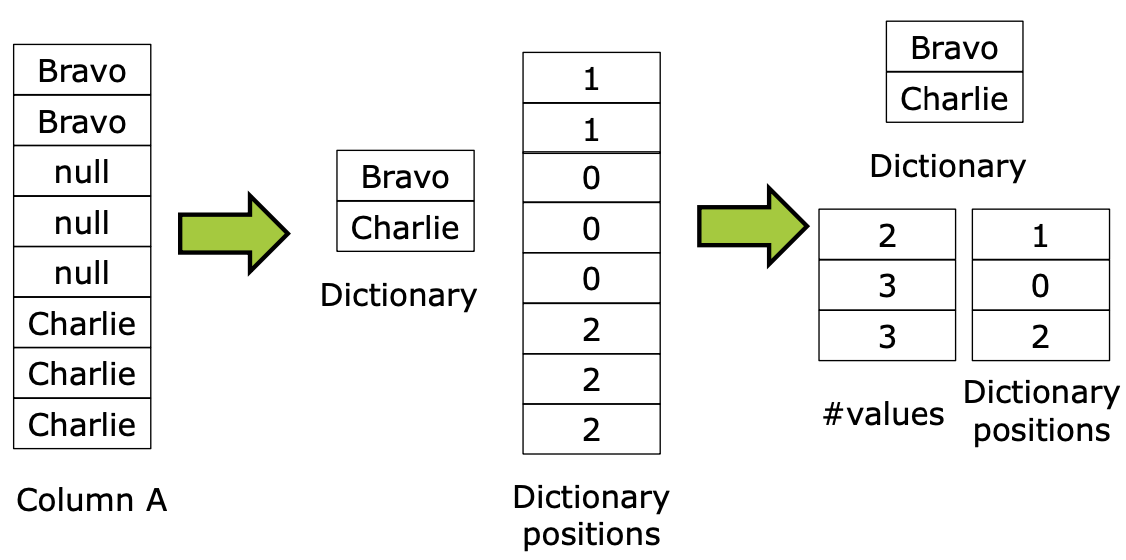 Bravo
Bravo
null
null
null
Charlie
Charlie
Charlie
Column A
Bravo
Charlie
Dictionary
1
1
0
0
0
2
2
2
Dictionary
positions
Bravo
Charlie
Dictionary
2
3
3
#values
1
0
2
Dictionary
positions